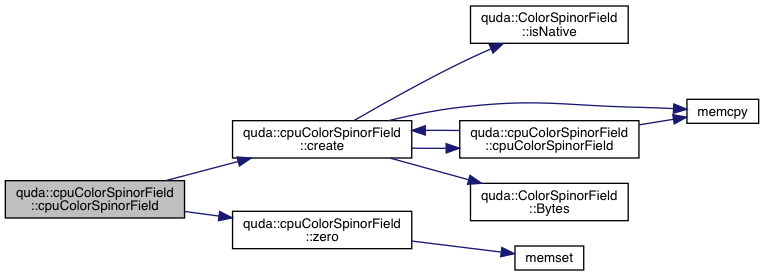 quda::ColorSpinorField
::isNative
quda::cpuColorSpinorField
::create
quda::cpuColorSpinorField
::cpuColorSpinorField
memcpy
quda::cpuColorSpinorField
::cpuColorSpinorField
quda::ColorSpinorField
::Bytes
quda::cpuColorSpinorField
::zero
memset